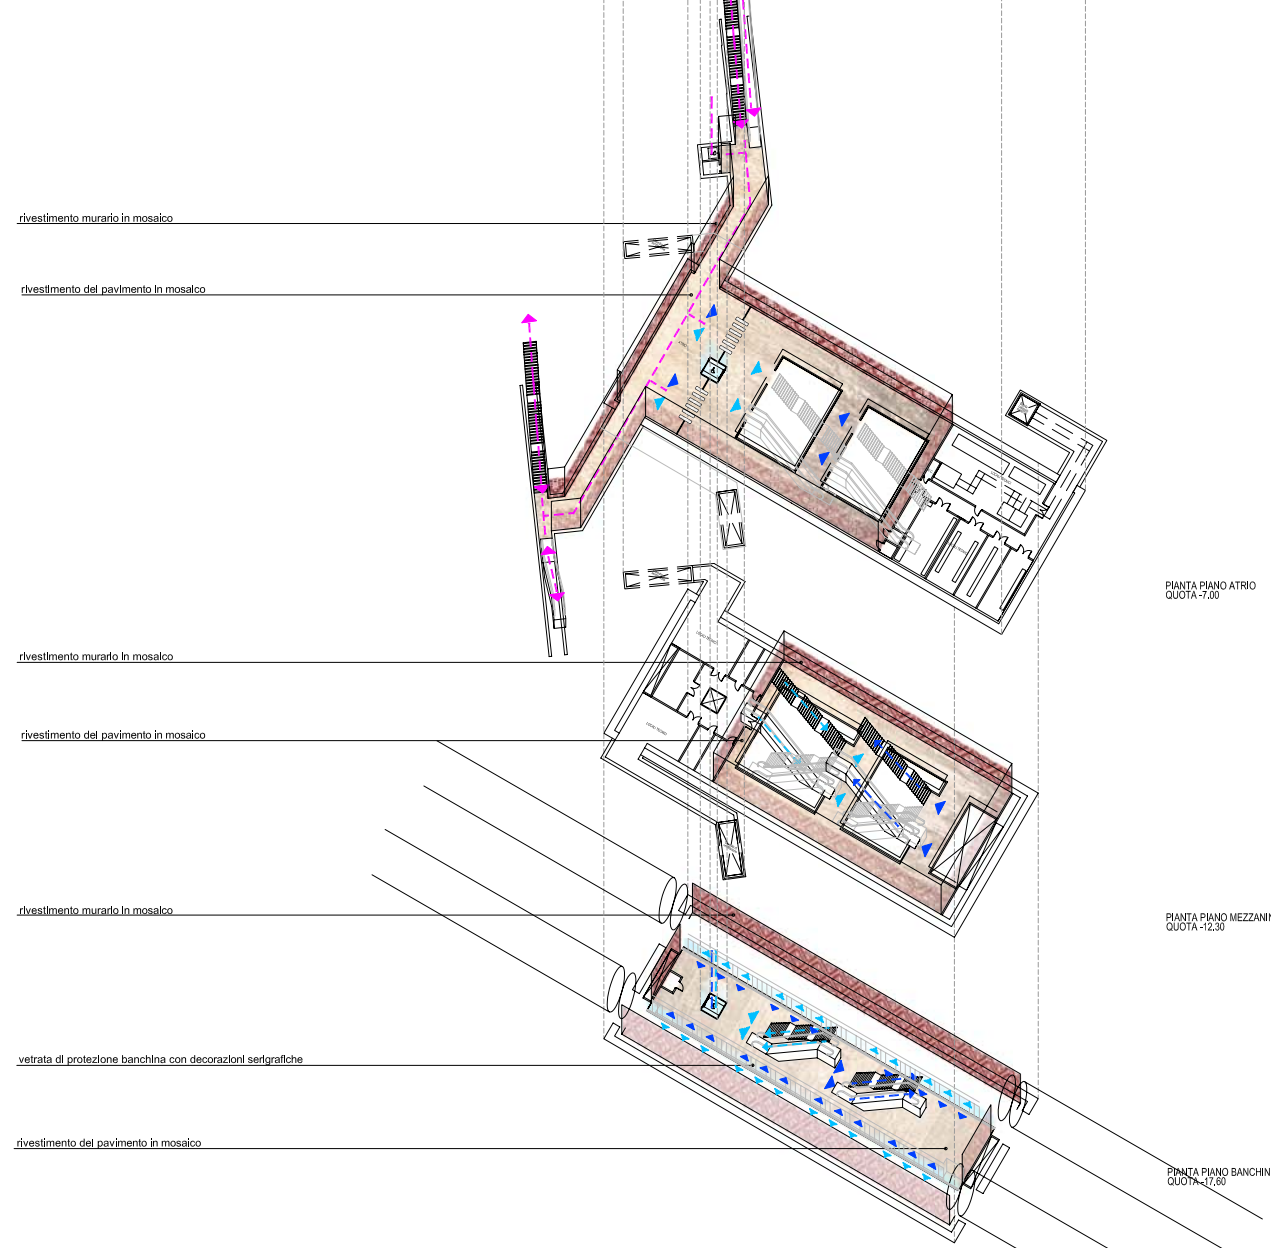 rivestimento murario in mosaico
rivestimento del pavimento in mosaico
PIANTA PIANO ATRIO
QUOTA -7.00
rivestimento murario in mosaico
rivestimento del pavimento in mosaico
rivestimento murario in mosaico
PIANTA PIANO MEZZANI
QUOTA -12,30
vetrata di protezione banchina con decorazioni serigrafiche
rivestimento del pavimento in mosaico
PIANTA PIANO BANCHIN
QUOTA -17,60